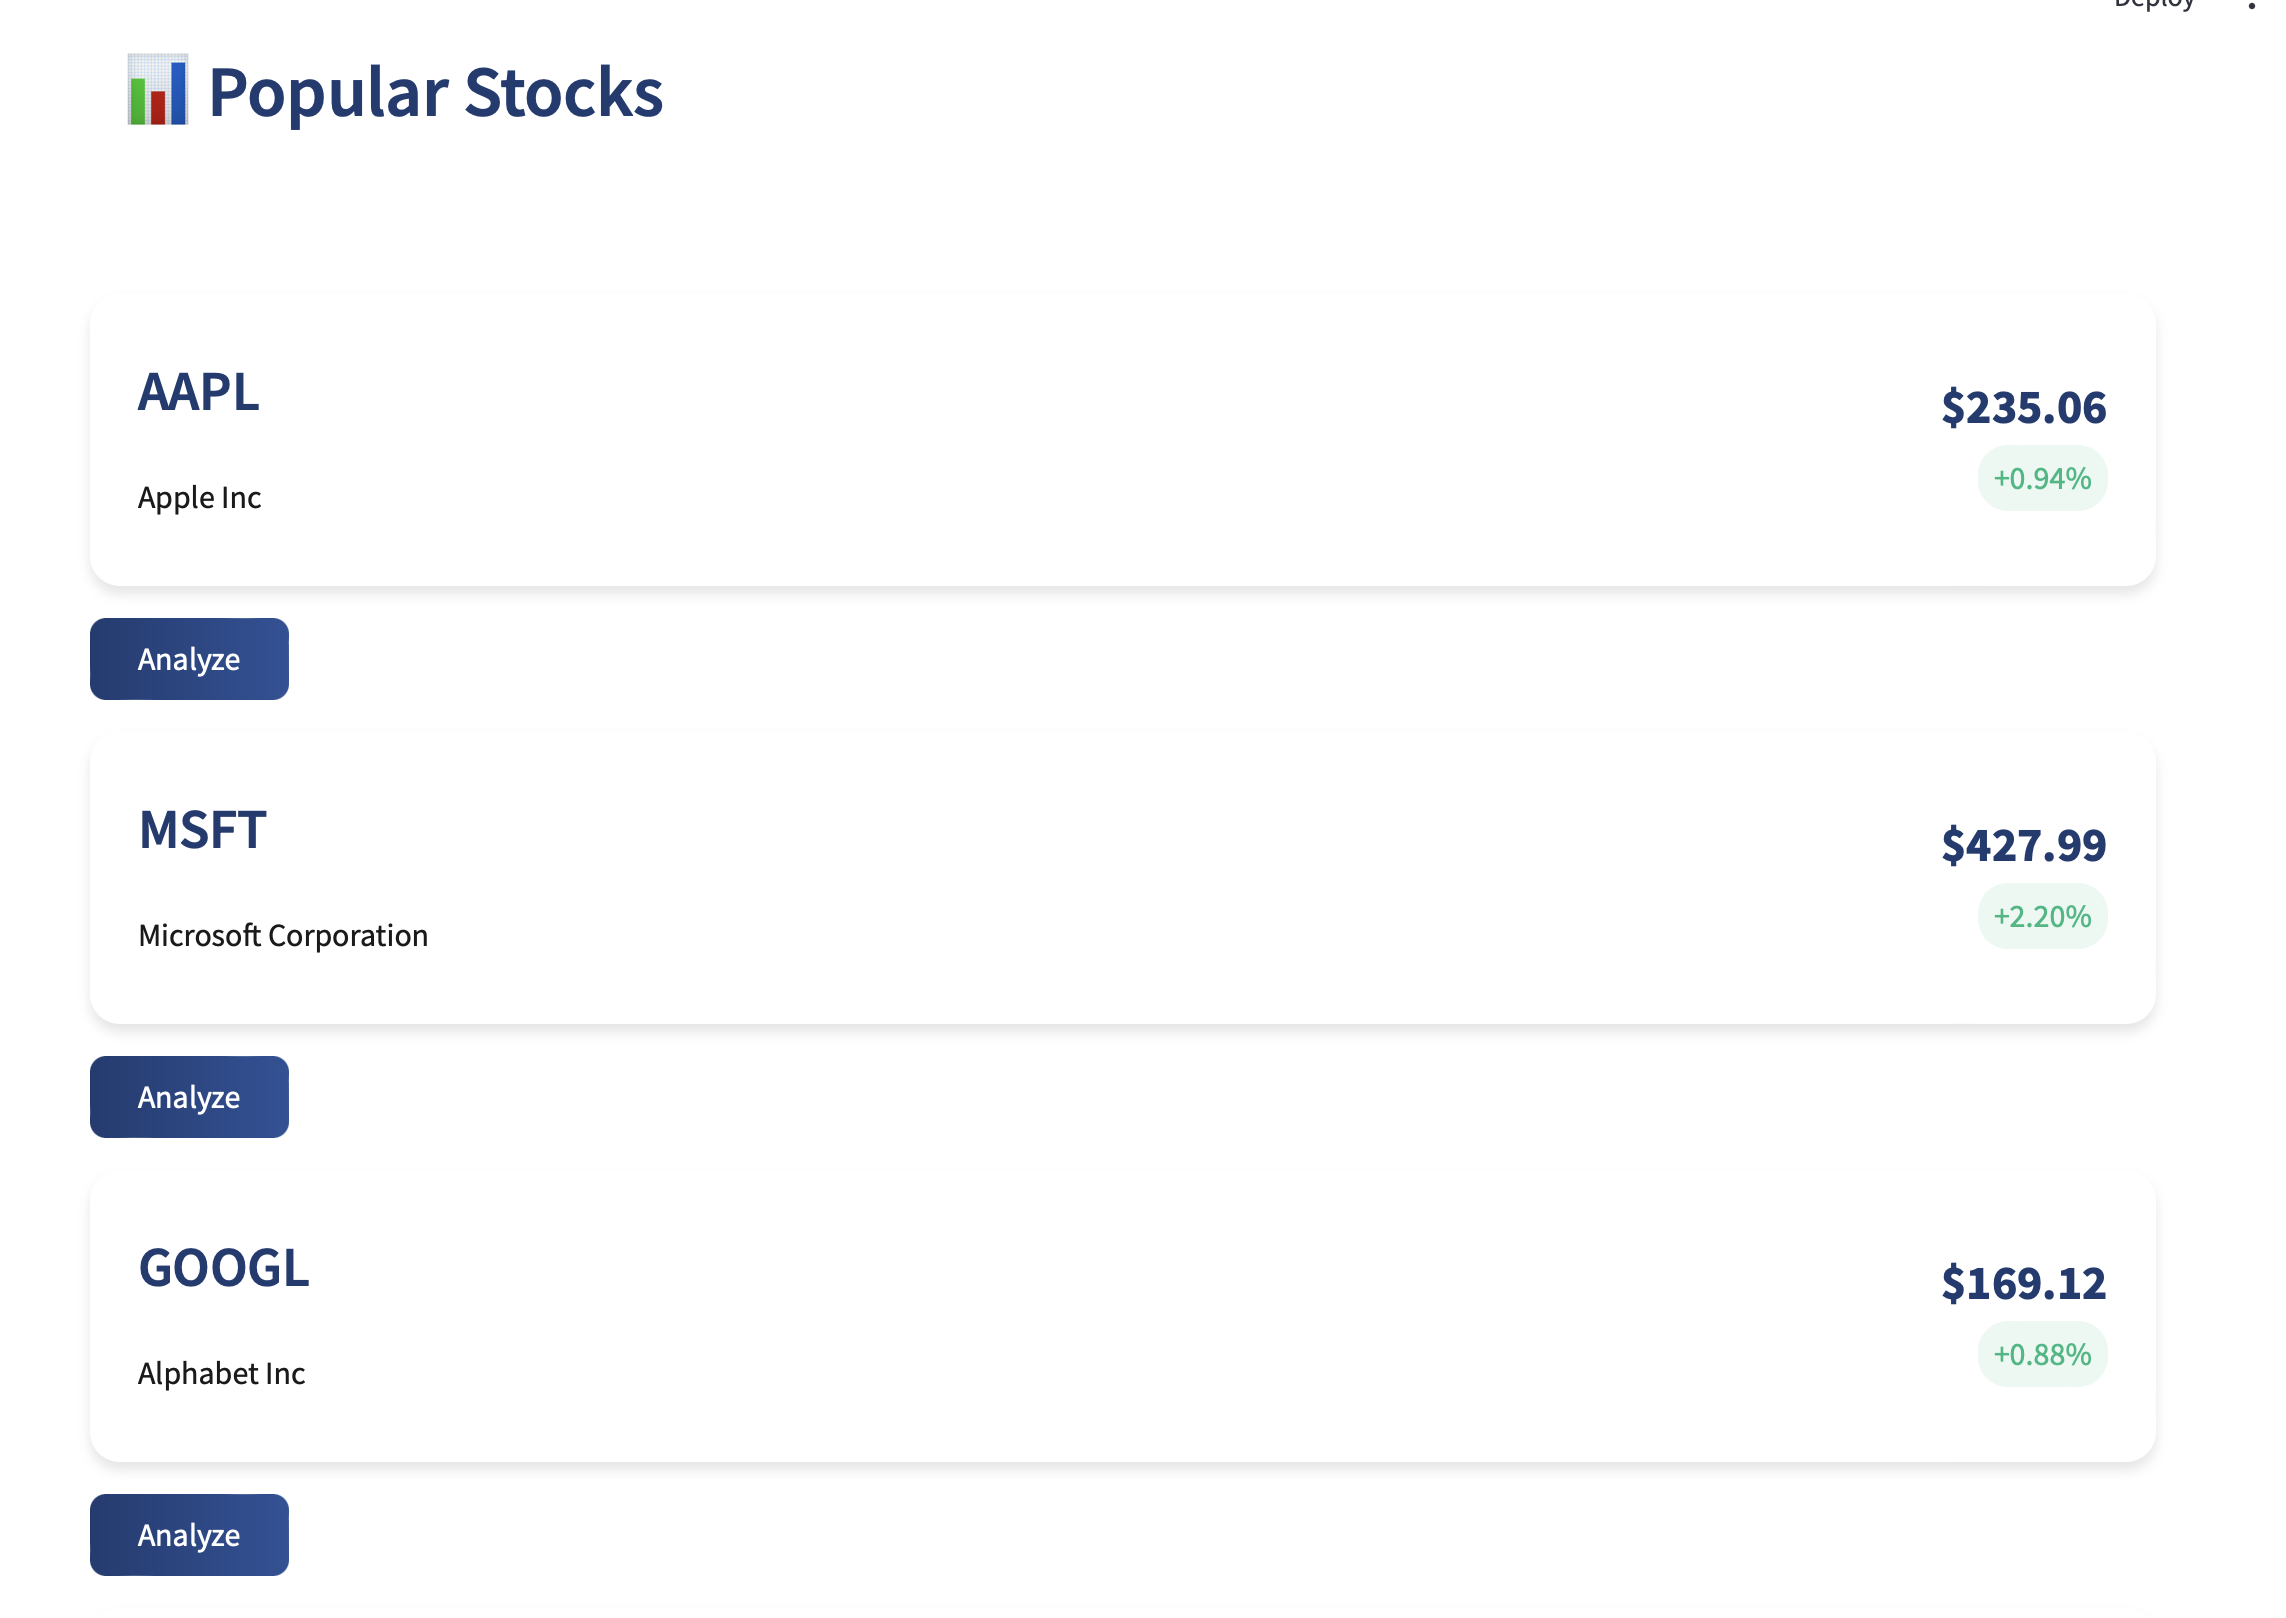 Deploy
Popular Stocks
AAPL
$235.06
+0.94%
Apple Inc
Analyze
MSFT
$427.99
+2.20%
Microsoft Corporation
Analyze
GOOGL
$169.12
+0.88%
Alphabet Inc
Analyze